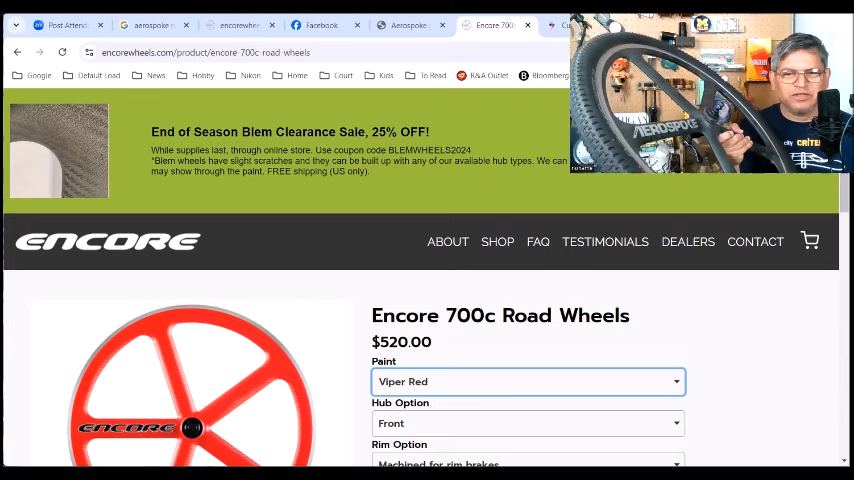 Post Attend
aerospoke
encorewheel
Facebook
Aerospoke
Encore 700c
encorewheels.com/product/encore-700c-road-wheels
Google
Default Load
News
Hobby
Nikon
Home
Court
Kids
To Read
R&A Outlet
Bloomberg
AEROSPOKE
city CRITER
End of Season Blem Clearance Sale, 25% OFF!
While supplies last, through online store. Use coupon code BLEMWHEELS2024
*Blem wheels have slight scratches and they can be built up with any of our available hub types. We can
may show through the paint. FREE shipping (US only).
ENCORE
ABOUT SHOP FAQ TESTIMONIALS DEALERS CONTACT
Encore 700c Road Wheels
$520.00
Paint
Viper Red
Hub Option
Front
Rim Option
Machined for rim brakes
ENCORE